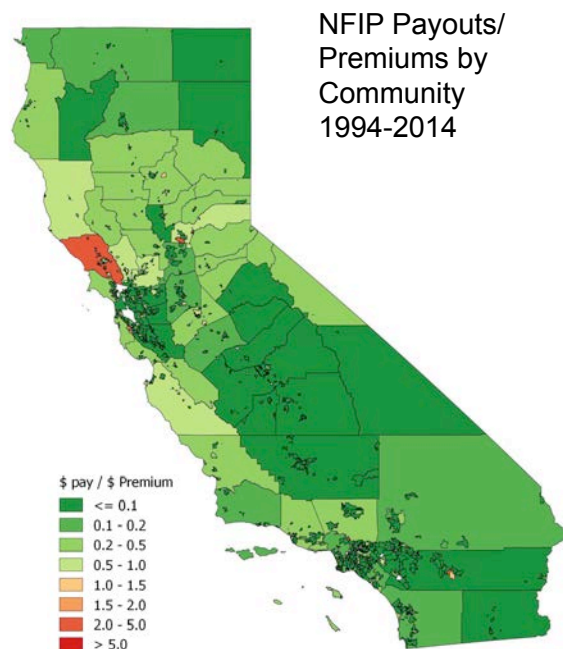 NFIP Payouts/
Premiums by
Community
1994-2014
$ pay / $ Premium
<= 0.1
0.1 - 0.2
0.2 - 0.5
0.5 - 1.0
1.0 - 1.5
1.5 - 2.0
2.0 - 5.0
> 5.0